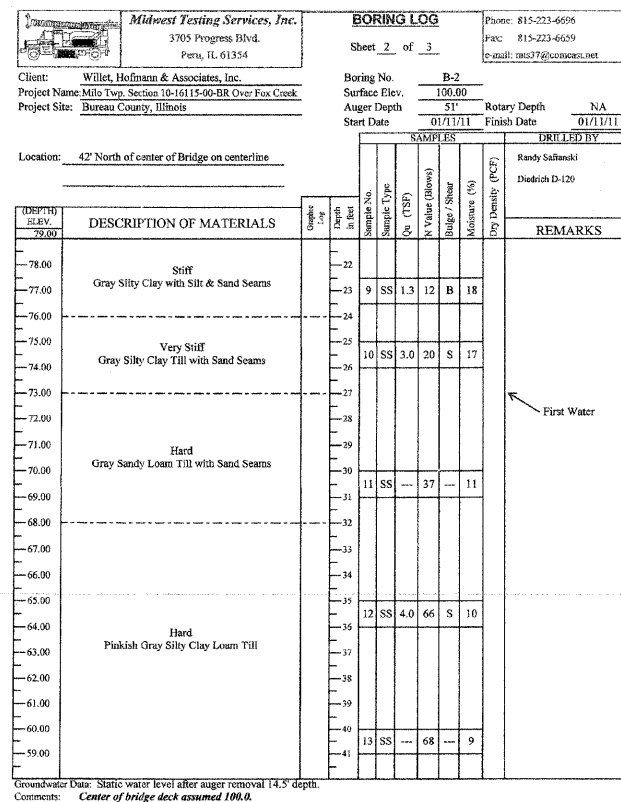 Midwest Testing Services, Inc.
3705 Progress Blvd.
Peru, IL 61354
BORING LOG
Sheet 2 of 3
Phone: 815-223-6696
Fax: 815-223-6659
e-mail: mts37@comcast.net
Client: Willet, Hofmann & Associates, Inc.
Project Name: Milo Twp. Section 10-16115-00-BR Over Fox Creek
Project Site: Bureau County, Illinois
Boring No. B-2
Surface Elev. 100.00
Auger Depth 51' Rotary Depth NA
Start Date 01/11/11 Finish Date 01/11/11
Location: 42' North of center of Bridge on centerline
SAMPLES
DRILLED BY
Randy Safianski
Diedrich D-120
(DEPTH) ELEV. 79.00
DESCRIPTION OF MATERIALS
Graphic Log
Depth in feet
Sample No.
Sample Type
Qu (TSF)
N Value (Blows)
Bulge / Shear
Moisture (%)
Dry Density (PCF)
REMARKS
78.00 22
Stiff
Gray Silty Clay with Silt & Sand Seams
77.00 23 9 SS 1.3 12 B 18
76.00 24
75.00 25
Very Stiff
Gray Silty Clay Till with Sand Seams
10 SS 3.0 20 S 17
74.00 26
73.00 27
First Water
72.00 28
71.00 29
Hard
Gray Sandy Loam Till with Sand Seams
70.00 30
11 SS --- 37 --- 11
69.00 31
68.00 32
67.00 33
66.00 34
65.00 35
12 SS 4.0 66 S 10
64.00 36
Hard
Pinkish Gray Silty Clay Loam Till
63.00 37
62.00 38
61.00 39
60.00 40
13 SS --- 68 --- 9
59.00 41
Groundwater Data: Static water level after auger removal 14.5' depth.
Comments: Center of bridge deck assumed 100.0.